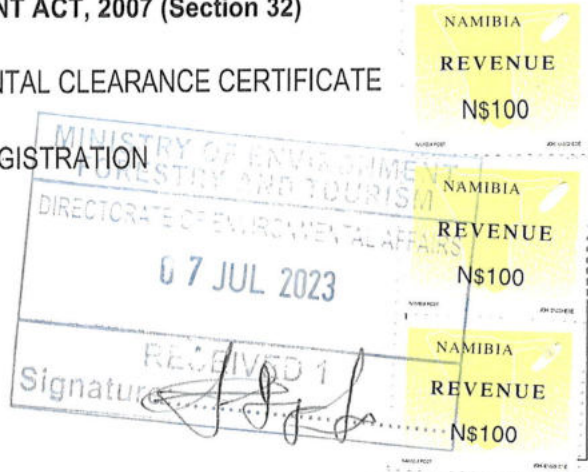 NT ACT, 2007 (Section 32)
NTAL CLEARANCE CERTIFICATE
GISTRATION
MINISTRY OF ENVIRONMENT
FORESTRY AND TOURISM
DIRECTORATE OF ENVIRONMENTAL AFFAIRS
07 JUL 2023
RECEIVED 1
Signature
NAMIBIA
REVENUE
N$100
NAMIBIA
REVENUE
N$100
NAMIBIA
REVENUE
N$100